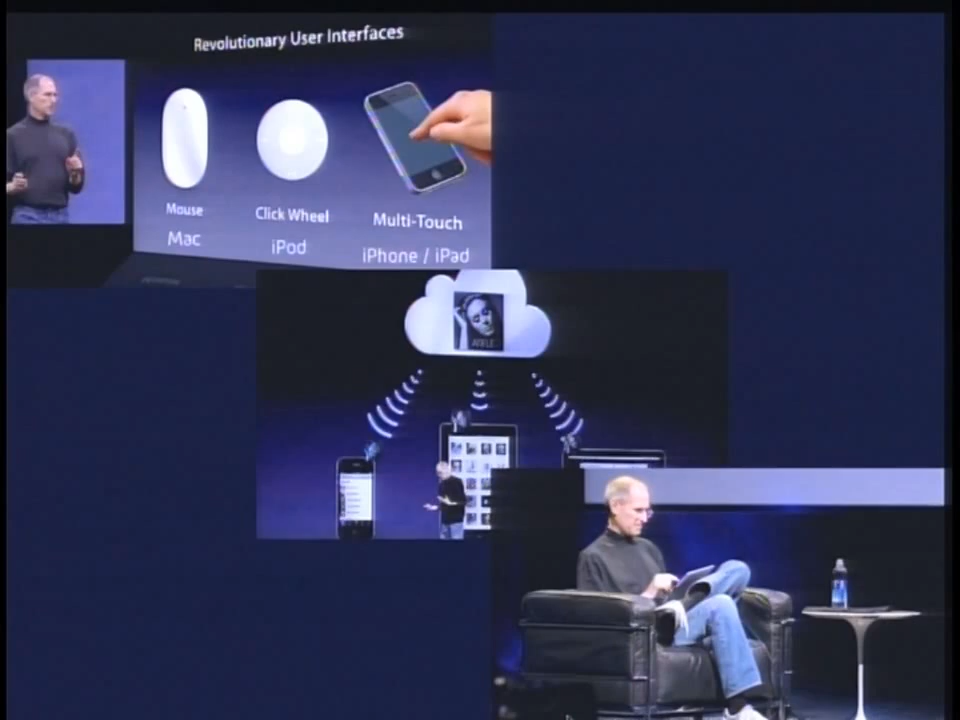 Revolutionary User Interfaces
Mouse
Click Wheel
Multi-Touch
Mac
iPod
iPhone / iPad
ADELE